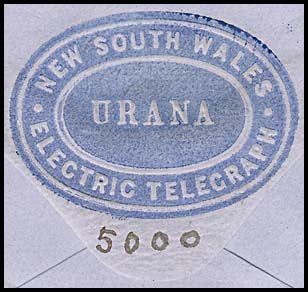 · NEW SOUTH WALES ·
URANA
ELECTRIC TELEGRAPH
5000